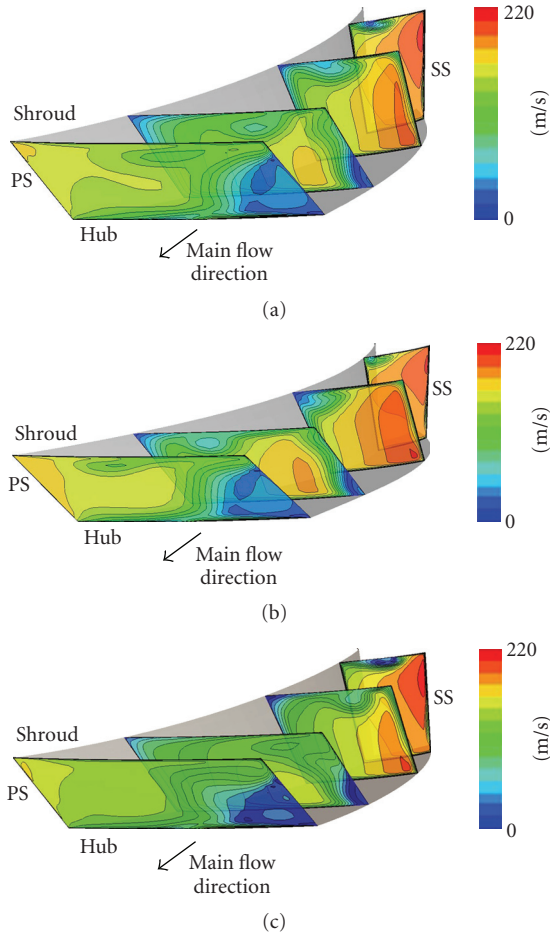 220
SS
(m/s)
Shroud
PS
0
Hub
Main flow
direction
(a)
220
SS
(m/s)
Shroud
PS
0
Hub
Main flow
direction
(b)
220
SS
(m/s)
Shroud
PS
0
Hub
Main flow
direction
(c)